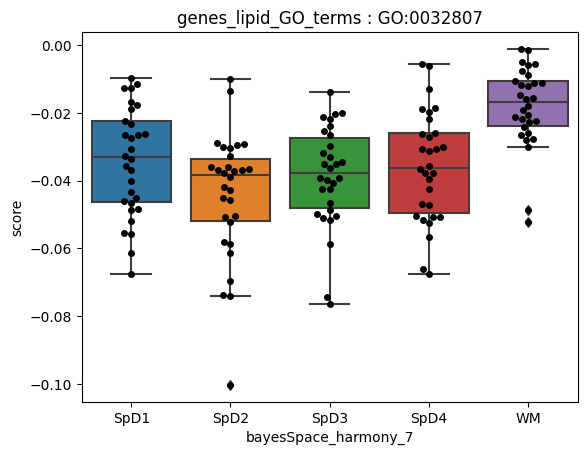 genes_lipid_GO_terms : GO:0032807
0.00
−0.02
−0.04
−0.06
−0.08
−0.10
score
SpD1 SpD2 SpD3 SpD4 WM
bayesSpace_harmony_7